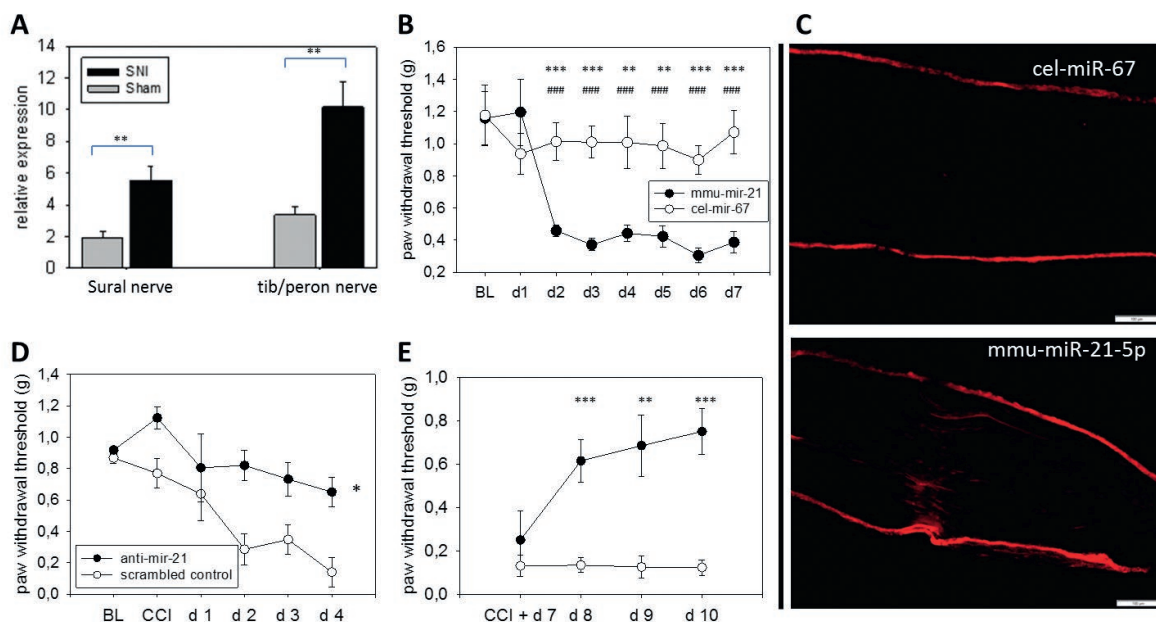 A
14
12
10
8
6
4
2
0
relative expression
SNI
Sham
**
**
Sural nerve
tib/peron nerve
B
1,6
1,4
1,2
1,0
0,8
0,6
0,4
0,2
paw withdrawal threshold (g)
*** *** ** ** *** ***
### ### ### ### ### ###
mmu-mir-21
cel-mir-67
BL d1 d2 d3 d4 d5 d6 d7
C
cel-miR-67
mmu-miR-21-5p
D
1,4
1,2
1,0
0,8
0,6
0,4
0,2
0,0
paw withdrawal threshold (g)
*
anti-mir-21
scrambled control
BL CCI d 1 d 2 d 3 d 4
E
1,0
0,8
0,6
0,4
0,2
0,0
paw withdrawal threshold (g)
*** ** ***
CCI + d 7 d 8 d 9 d 10